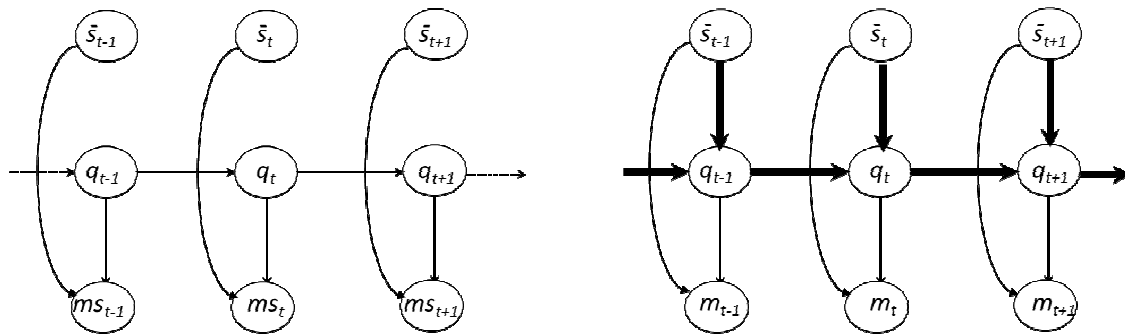 s̄t-1 s̄t s̄t+1 s̄t-1 s̄t s̄t+1
qt-1 qt qt+1 qt-1 qt qt+1
mst-1 mst mst+1 mt-1 mt mt+1